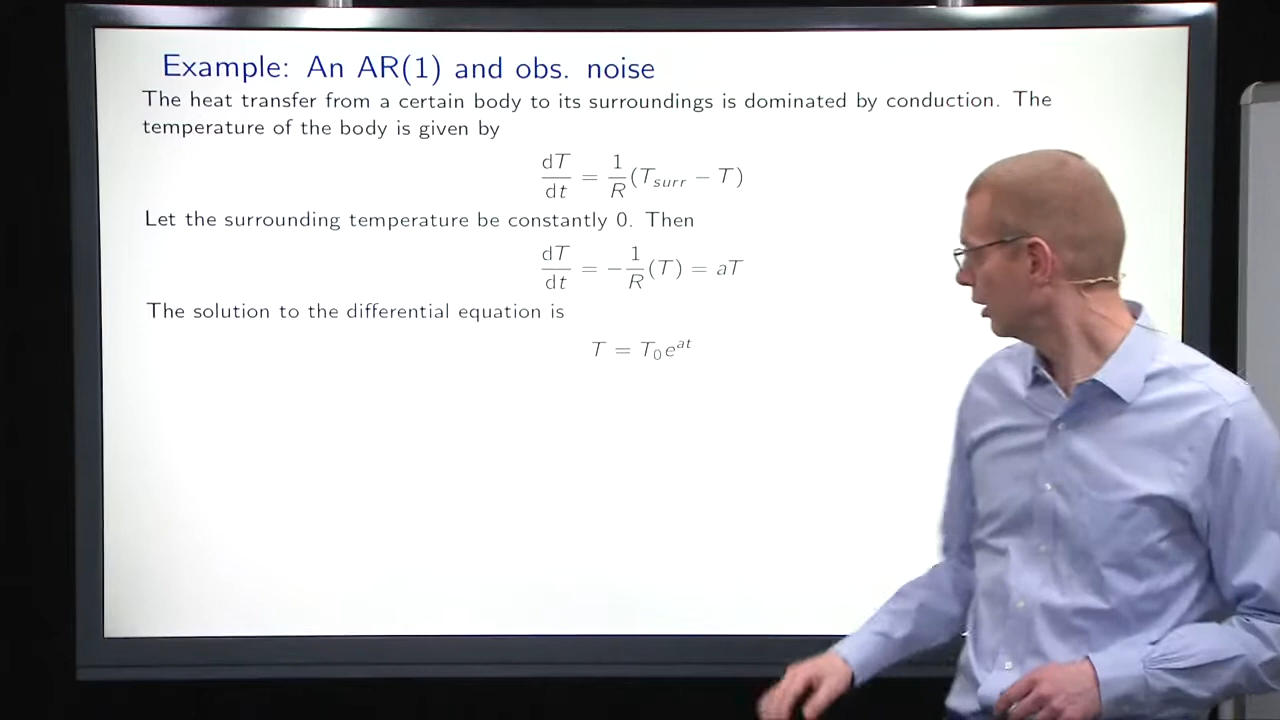 Example: An AR(1) and obs. noise
The heat transfer from a certain body to its surroundings is dominated by conduction. The
temperature of the body is given by
dT/dt = 1/R (T_surr − T)
Let the surrounding temperature be constantly 0. Then
dT/dt = −1/R (T) = aT
The solution to the differential equation is
T = T₀e^{at}